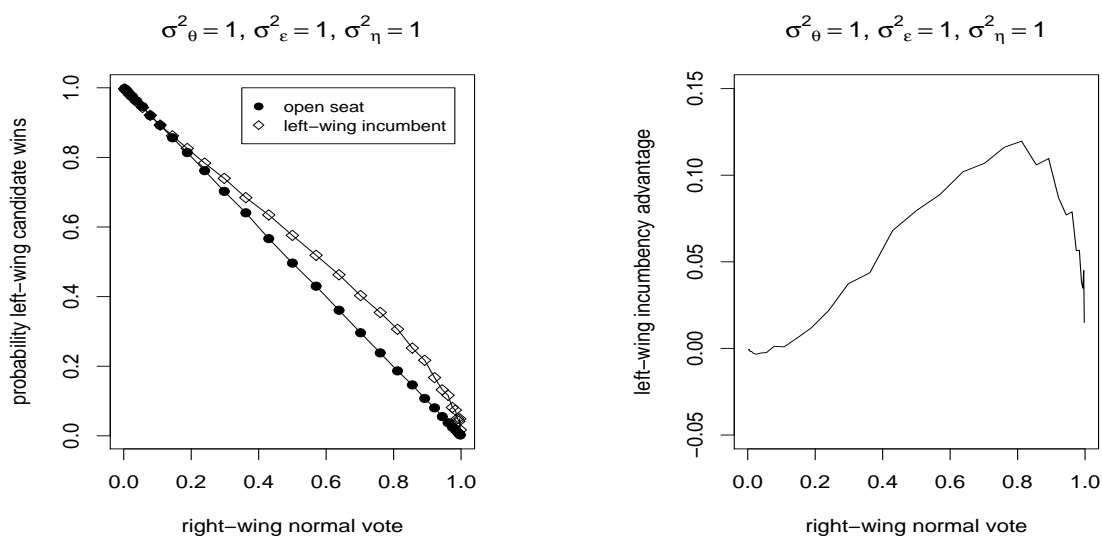 σ²θ = 1, σ²ε = 1, σ²η = 1
probability left−wing candidate wins
1.0
0.8
0.6
0.4
0.2
0.0
open seat
left−wing incumbent
0.0 0.2 0.4 0.6 0.8 1.0
right−wing normal vote
σ²θ = 1, σ²ε = 1, σ²η = 1
left−wing incumbency advantage
0.15
0.10
0.05
0.00
−0.05
0.0 0.2 0.4 0.6 0.8 1.0
right−wing normal vote